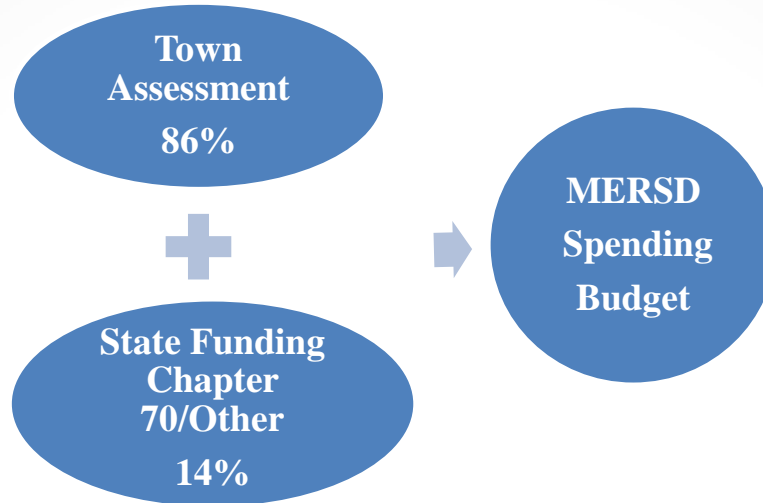 Town
Assessment
86%
State Funding
Chapter
70/Other
14%
MERSD
Spending
Budget